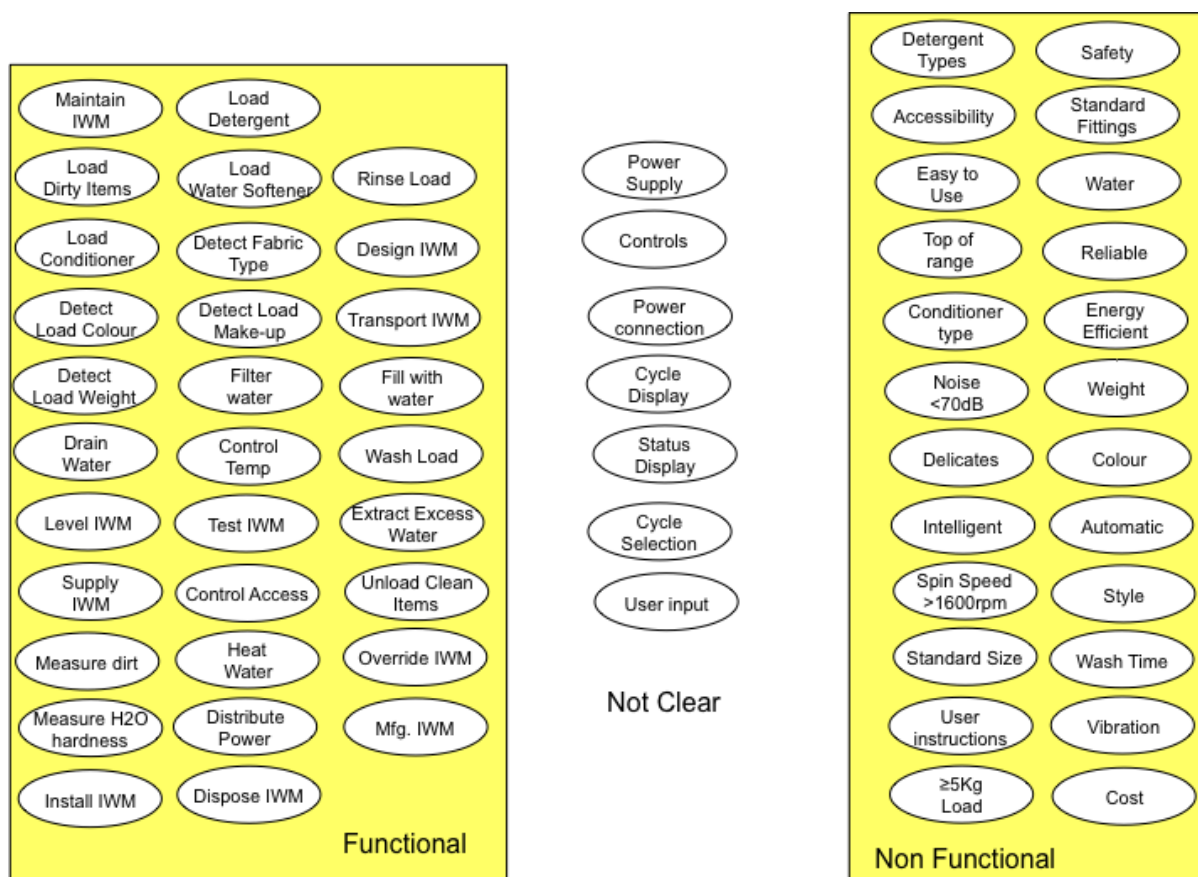 Maintain
IWM
Load
Detergent
Load
Dirty Items
Load
Water Softener
Rinse Load
Load
Conditioner
Detect Fabric
Type
Design IWM
Detect
Load Colour
Detect Load
Make-up
Transport IWM
Detect
Load Weight
Filter
water
Fill with
water
Drain
Water
Control
Temp
Wash Load
Level IWM
Test IWM
Extract Excess
Water
Supply
IWM
Control Access
Unload Clean
Items
Measure dirt
Heat
Water
Override IWM
Measure H2O
hardness
Distribute
Power
Mfg. IWM
Install IWM
Dispose IWM
Functional
Power
Supply
Controls
Power
connection
Cycle
Display
Status
Display
Cycle
Selection
User input
Not Clear
Detergent
Types
Safety
Accessibility
Standard
Fittings
Easy to
Use
Water
Top of
range
Reliable
Conditioner
type
Energy
Efficient
Noise
<70dB
Weight
Delicates
Colour
Intelligent
Automatic
Spin Speed
>1600rpm
Style
Standard Size
Wash Time
User
instructions
Vibration
≥5Kg
Load
Cost
Non Functional